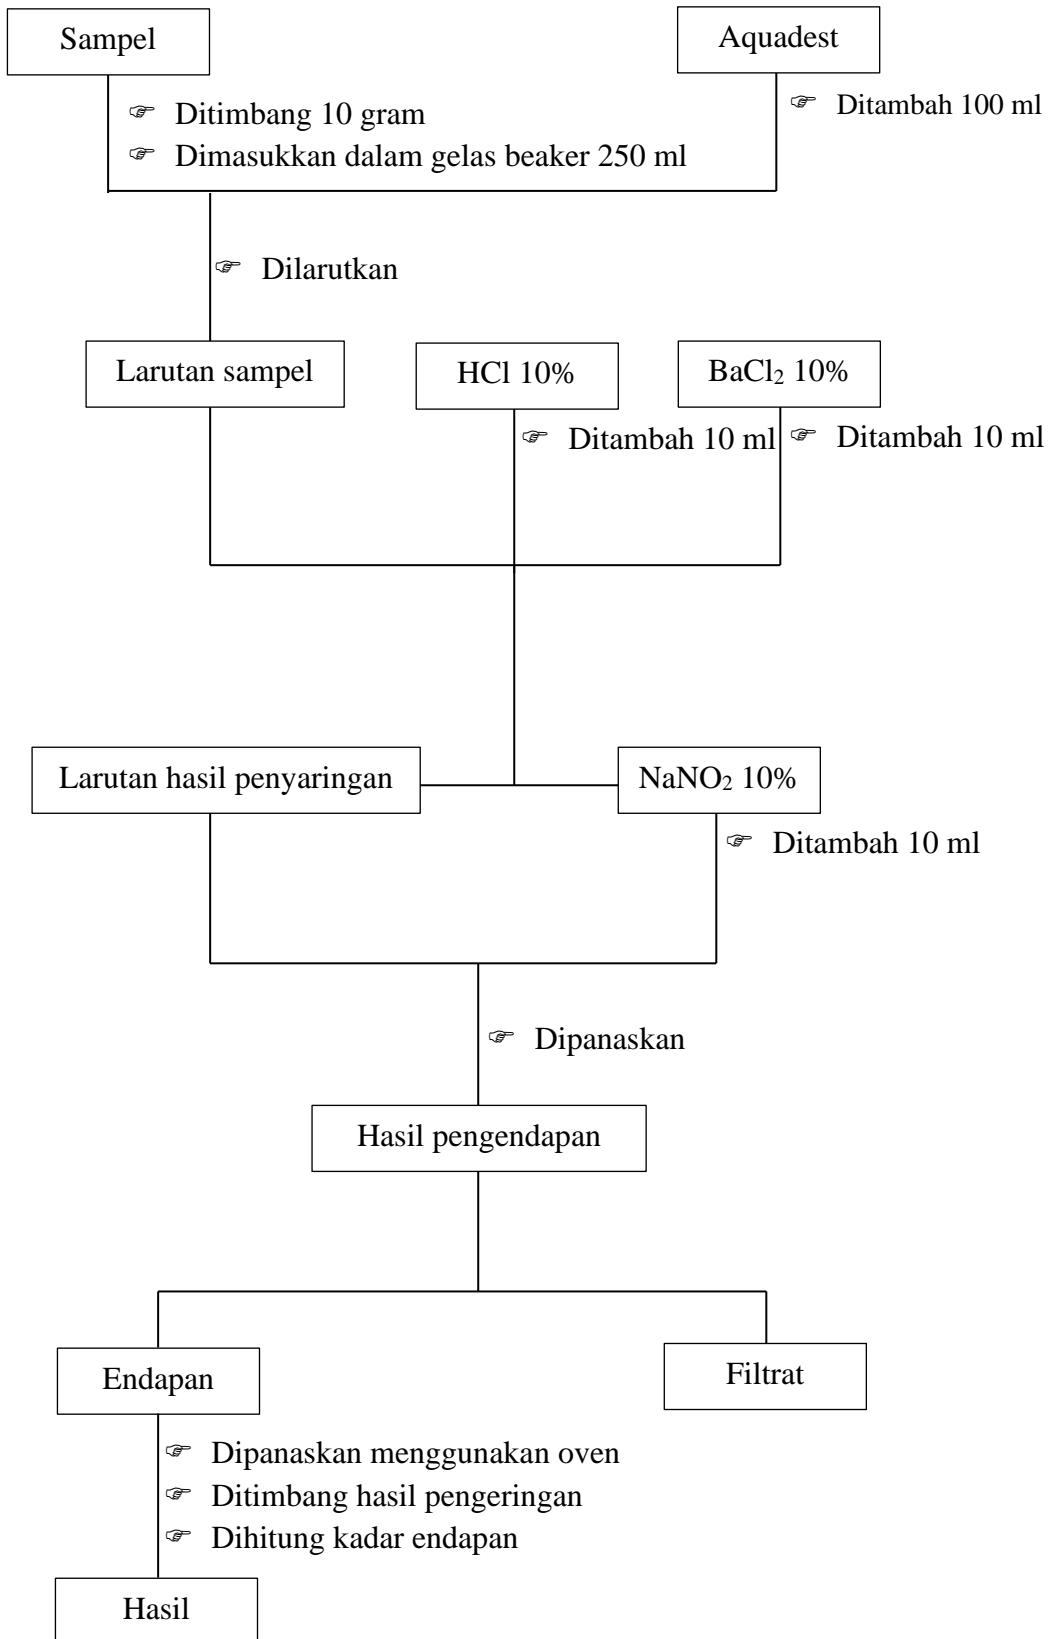 Sampel
Aquadest
☞ Ditimbang 10 gram
☞ Dimasukkan dalam gelas beaker 250 ml
☞ Ditambah 100 ml
☞ Dilarutkan
Larutan sampel
HCl 10%
BaCl₂ 10%
☞ Ditambah 10 ml
☞ Ditambah 10 ml
Larutan hasil penyaringan
NaNO₂ 10%
☞ Ditambah 10 ml
☞ Dipanaskan
Hasil pengendapan
Endapan
Filtrat
☞ Dipanaskan menggunakan oven
☞ Ditimbang hasil pengeringan
☞ Dihitung kadar endapan
Hasil